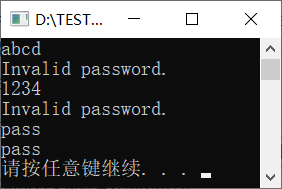 D:\TEST...
abcd
Invalid password.
1234
Invalid password.
pass
pass
请按任意键继续. . .